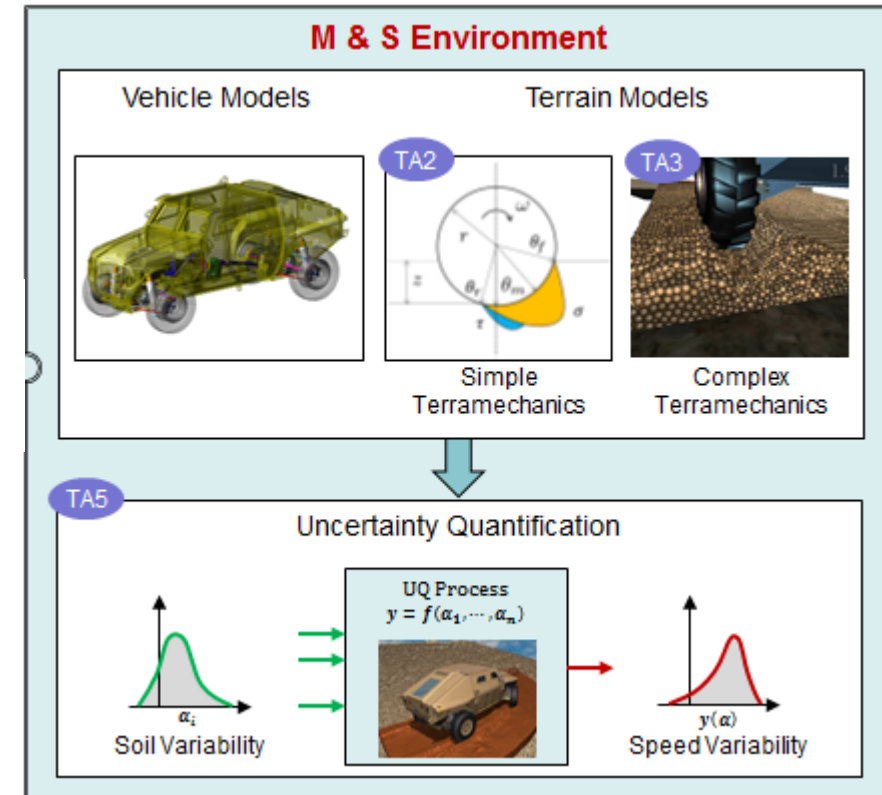 M & S Environment
Vehicle Models
Terrain Models
TA2
TA3
ω
r
θf
z
θr
θm
τ
σ
Simple
Terramechanics
Complex
Terramechanics
TA5
Uncertainty Quantification
UQ Process
y = f(α₁,⋯,αₙ)
αᵢ
Soil Variability
y(α)
Speed Variability